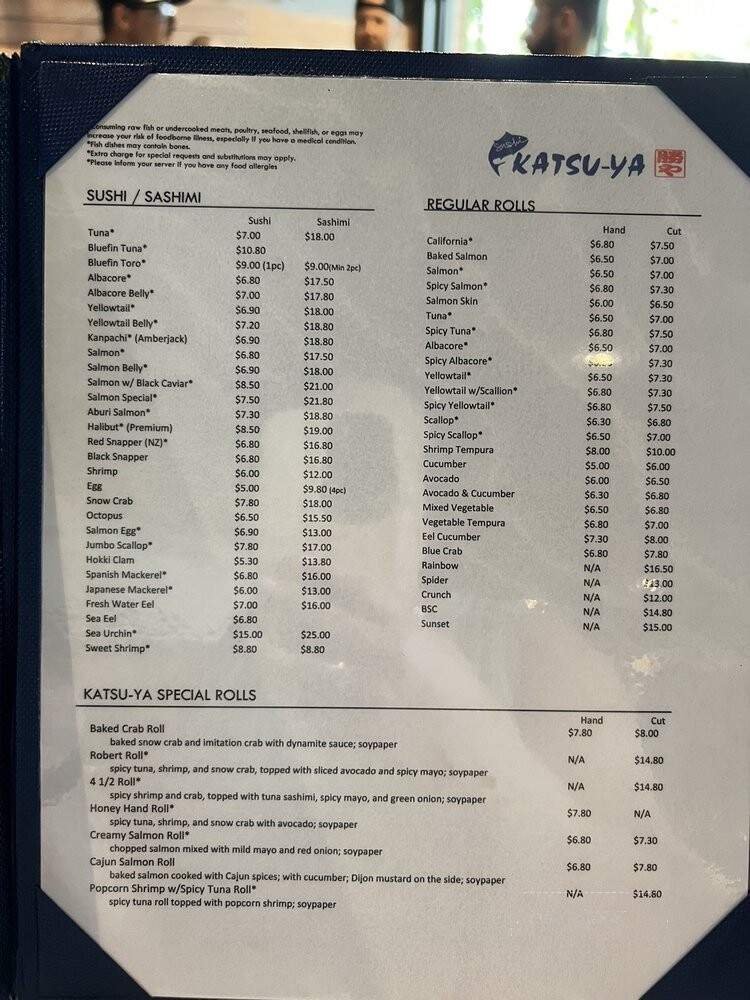 consuming raw fish or undercooked meats, poultry, seafood, shellfish, or eggs may
increase your risk of foodborne illness, especially if you have a medical condition.
*Fish dishes may contain bones.
*Extra charge for special requests and substitutions may apply.
*Please inform your server if you have any food allergies
sushi
KATSU-YA 勝や
SUSHI / SASHIMI
Sushi Sashimi
Tuna* $7.00 $18.00
Bluefin Tuna* $10.80
Bluefin Toro* $9.00 (1pc) $9.00(Min 2pc)
Albacore* $6.80 $17.50
Albacore Belly* $7.00 $17.80
Yellowtail* $6.90 $18.00
Yellowtail Belly* $7.20 $18.80
Kanpachi* (Amberjack) $6.90 $18.80
Salmon* $6.80 $17.50
Salmon Belly* $6.90 $18.00
Salmon w/ Black Caviar* $8.50 $21.00
Salmon Special* $7.50 $21.80
Aburi Salmon* $7.30 $18.80
Halibut* (Premium) $8.50 $19.00
Red Snapper (NZ)* $6.80 $16.80
Black Snapper $6.80 $16.80
Shrimp $6.00 $12.00
Egg $5.00 $9.80 (4pc)
Snow Crab $7.80 $18.00
Octopus $6.50 $15.50
Salmon Egg* $6.90 $13.00
Jumbo Scallop* $7.80 $17.00
Hokki Clam $5.30 $13.80
Spanish Mackerel* $6.80 $16.00
Japanese Mackerel* $6.00 $13.00
Fresh Water Eel $7.00 $16.00
Sea Eel $6.80
Sea Urchin* $15.00 $25.00
Sweet Shrimp* $8.80 $8.80
REGULAR ROLLS
Hand Cut
California* $6.80 $7.50
Baked Salmon $6.50 $7.00
Salmon* $6.50 $7.00
Spicy Salmon* $6.80 $7.30
Salmon Skin $6.00 $6.50
Tuna* $6.50 $7.00
Spicy Tuna* $6.80 $7.50
Albacore* $6.50 $7.00
Spicy Albacore* $7.30
Yellowtail* $6.50 $7.30
Yellowtail w/Scallion* $6.80 $7.30
Spicy Yellowtail* $6.80 $7.50
Scallop* $6.30 $6.80
Spicy Scallop* $6.50 $7.00
Shrimp Tempura $8.00 $10.00
Cucumber $5.00 $6.00
Avocado $6.00 $6.50
Avocado & Cucumber $6.30 $6.80
Mixed Vegetable $6.50 $6.80
Vegetable Tempura $6.80 $7.00
Eel Cucumber $7.30 $8.00
Blue Crab $6.80 $7.80
Rainbow N/A $16.50
Spider N/A $13.00
Crunch N/A $12.00
BSC N/A $14.80
Sunset N/A $15.00
KATSU-YA SPECIAL ROLLS
Hand Cut
Baked Crab Roll $7.80 $8.00
baked snow crab and imitation crab with dynamite sauce; soypaper
Robert Roll* N/A $14.80
spicy tuna, shrimp, and snow crab, topped with sliced avocado and spicy mayo; soypaper
4 1/2 Roll* N/A $14.80
spicy shrimp and crab, topped with tuna sashimi, spicy mayo, and green onion; soypaper
Honey Hand Roll* $7.80 N/A
spicy tuna, shrimp, and snow crab with avocado; soypaper
Creamy Salmon Roll* $6.80 $7.30
chopped salmon mixed with mild mayo and red onion; soypaper
Cajun Salmon Roll $6.80 $7.80
baked salmon cooked with Cajun spices; with cucumber; Dijon mustard on the side; soypaper
Popcorn Shrimp w/Spicy Tuna Roll* N/A $14.80
spicy tuna roll topped with popcorn shrimp; soypaper